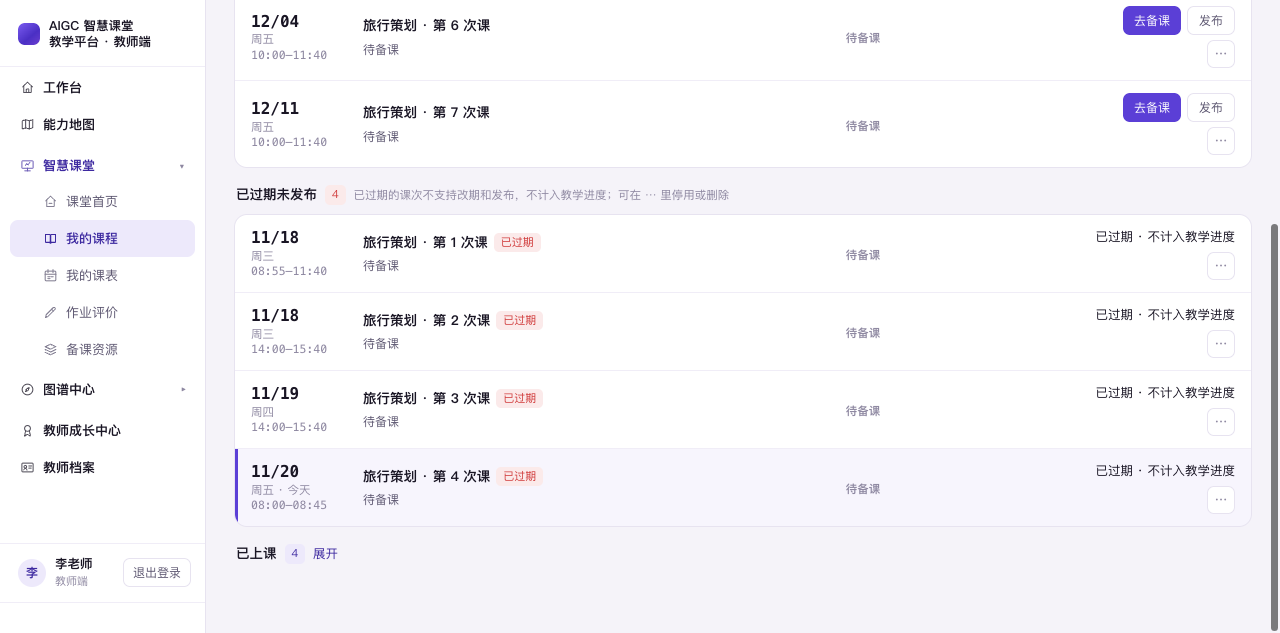 AIGC 智慧课堂
教学平台 · 教师端
工作台
能力地图
智慧课堂
课堂首页
我的课程
我的课表
作业评价
备课资源
图谱中心
教师成长中心
教师档案
李
李老师
教师端
退出登录
12/04
周五
10:00—11:40
旅行策划 · 第 6 次课
待备课
待备课
去备课
发布
···
12/11
周五
10:00—11:40
旅行策划 · 第 7 次课
待备课
待备课
去备课
发布
···
已过期未发布 4 已过期的课次不支持改期和发布，不计入教学进度；可在 ··· 里停用或删除
11/18
周三
08:55—11:40
旅行策划 · 第 1 次课 已过期
待备课
待备课
已过期 · 不计入教学进度
···
11/18
周三
14:00—15:40
旅行策划 · 第 2 次课 已过期
待备课
待备课
已过期 · 不计入教学进度
···
11/19
周四
14:00—15:40
旅行策划 · 第 3 次课 已过期
待备课
待备课
已过期 · 不计入教学进度
···
11/20
周五 · 今天
08:00—08:45
旅行策划 · 第 4 次课 已过期
待备课
待备课
已过期 · 不计入教学进度
···
已上课 4 展开